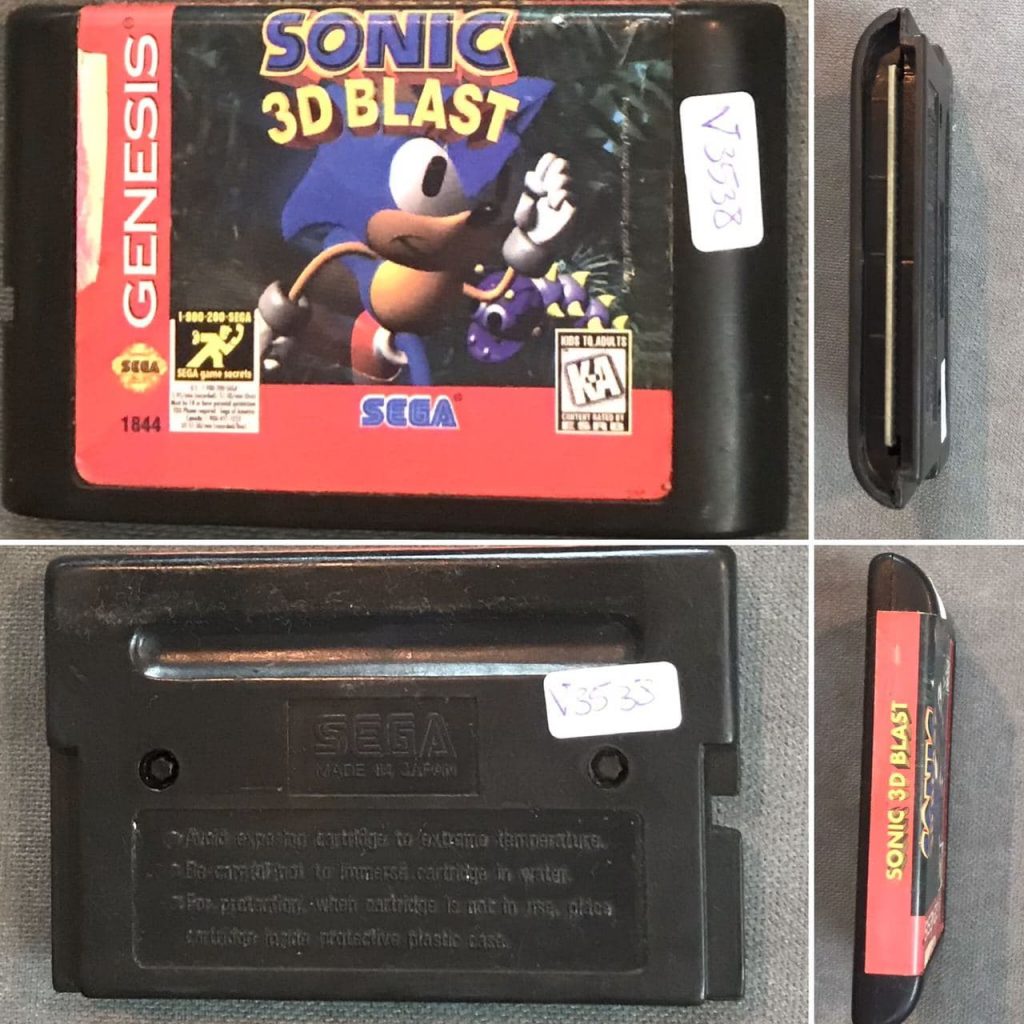 SONIC
3D BLAST
GENESIS
V3538
1-800-200-SEGA
SEGA game secrets
SEGA
1844
SEGA
KIDS TO ADULTS
K-A
CONTENT RATED BY
ESRB
V3538
SEGA
MADE IN JAPAN
Avoid exposing cartridge to extreme temperature.
Be careful not to immerse cartridge in water.
For protection, when cartridge is not in use, place
cartridge inside protective plastic case.
SONIC 3D BLAST